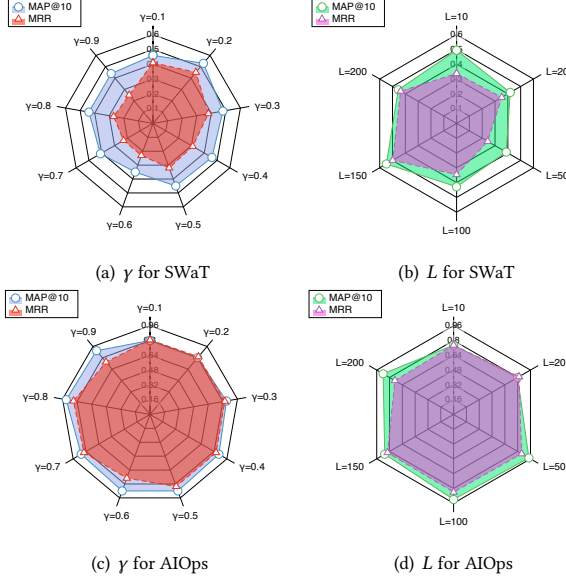 MAP@10
MRR
γ=0.1
γ=0.2
γ=0.3
γ=0.4
γ=0.5
γ=0.6
γ=0.7
γ=0.8
γ=0.9
0.6
0.5
0.4
0.3
0.2
0.1
(a) γ for SWaT
MAP@10
MRR
L=10
L=20
L=50
L=100
L=150
L=200
0.6
0.5
0.4
0.3
0.2
0.1
(b) L for SWaT
MAP@10
MRR
γ=0.1
γ=0.2
γ=0.3
γ=0.4
γ=0.5
γ=0.6
γ=0.7
γ=0.8
γ=0.9
0.96
0.8
0.64
0.48
0.32
0.16
(c) γ for AIOps
MAP@10
MRR
L=10
L=20
L=50
L=100
L=150
L=200
0.96
0.8
0.64
0.48
0.32
0.16
(d) L for AIOps